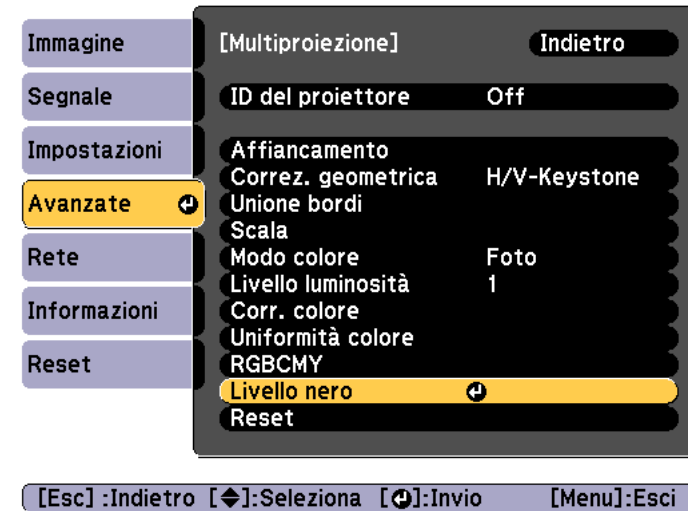 Immagine
Segnale
Impostazioni
Avanzate
Rete
Informazioni
Reset
[Multiproiezione] Indietro
ID del proiettore Off
Affiancamento
Correz. geometrica H/V-Keystone
Unione bordi
Scala
Modo colore Foto
Livello luminosità 1
Corr. colore
Uniformità colore
RGBCMY
Livello nero
Reset
[Esc] :Indietro [◆]:Seleziona [↵]:Invio [Menu]:Esci